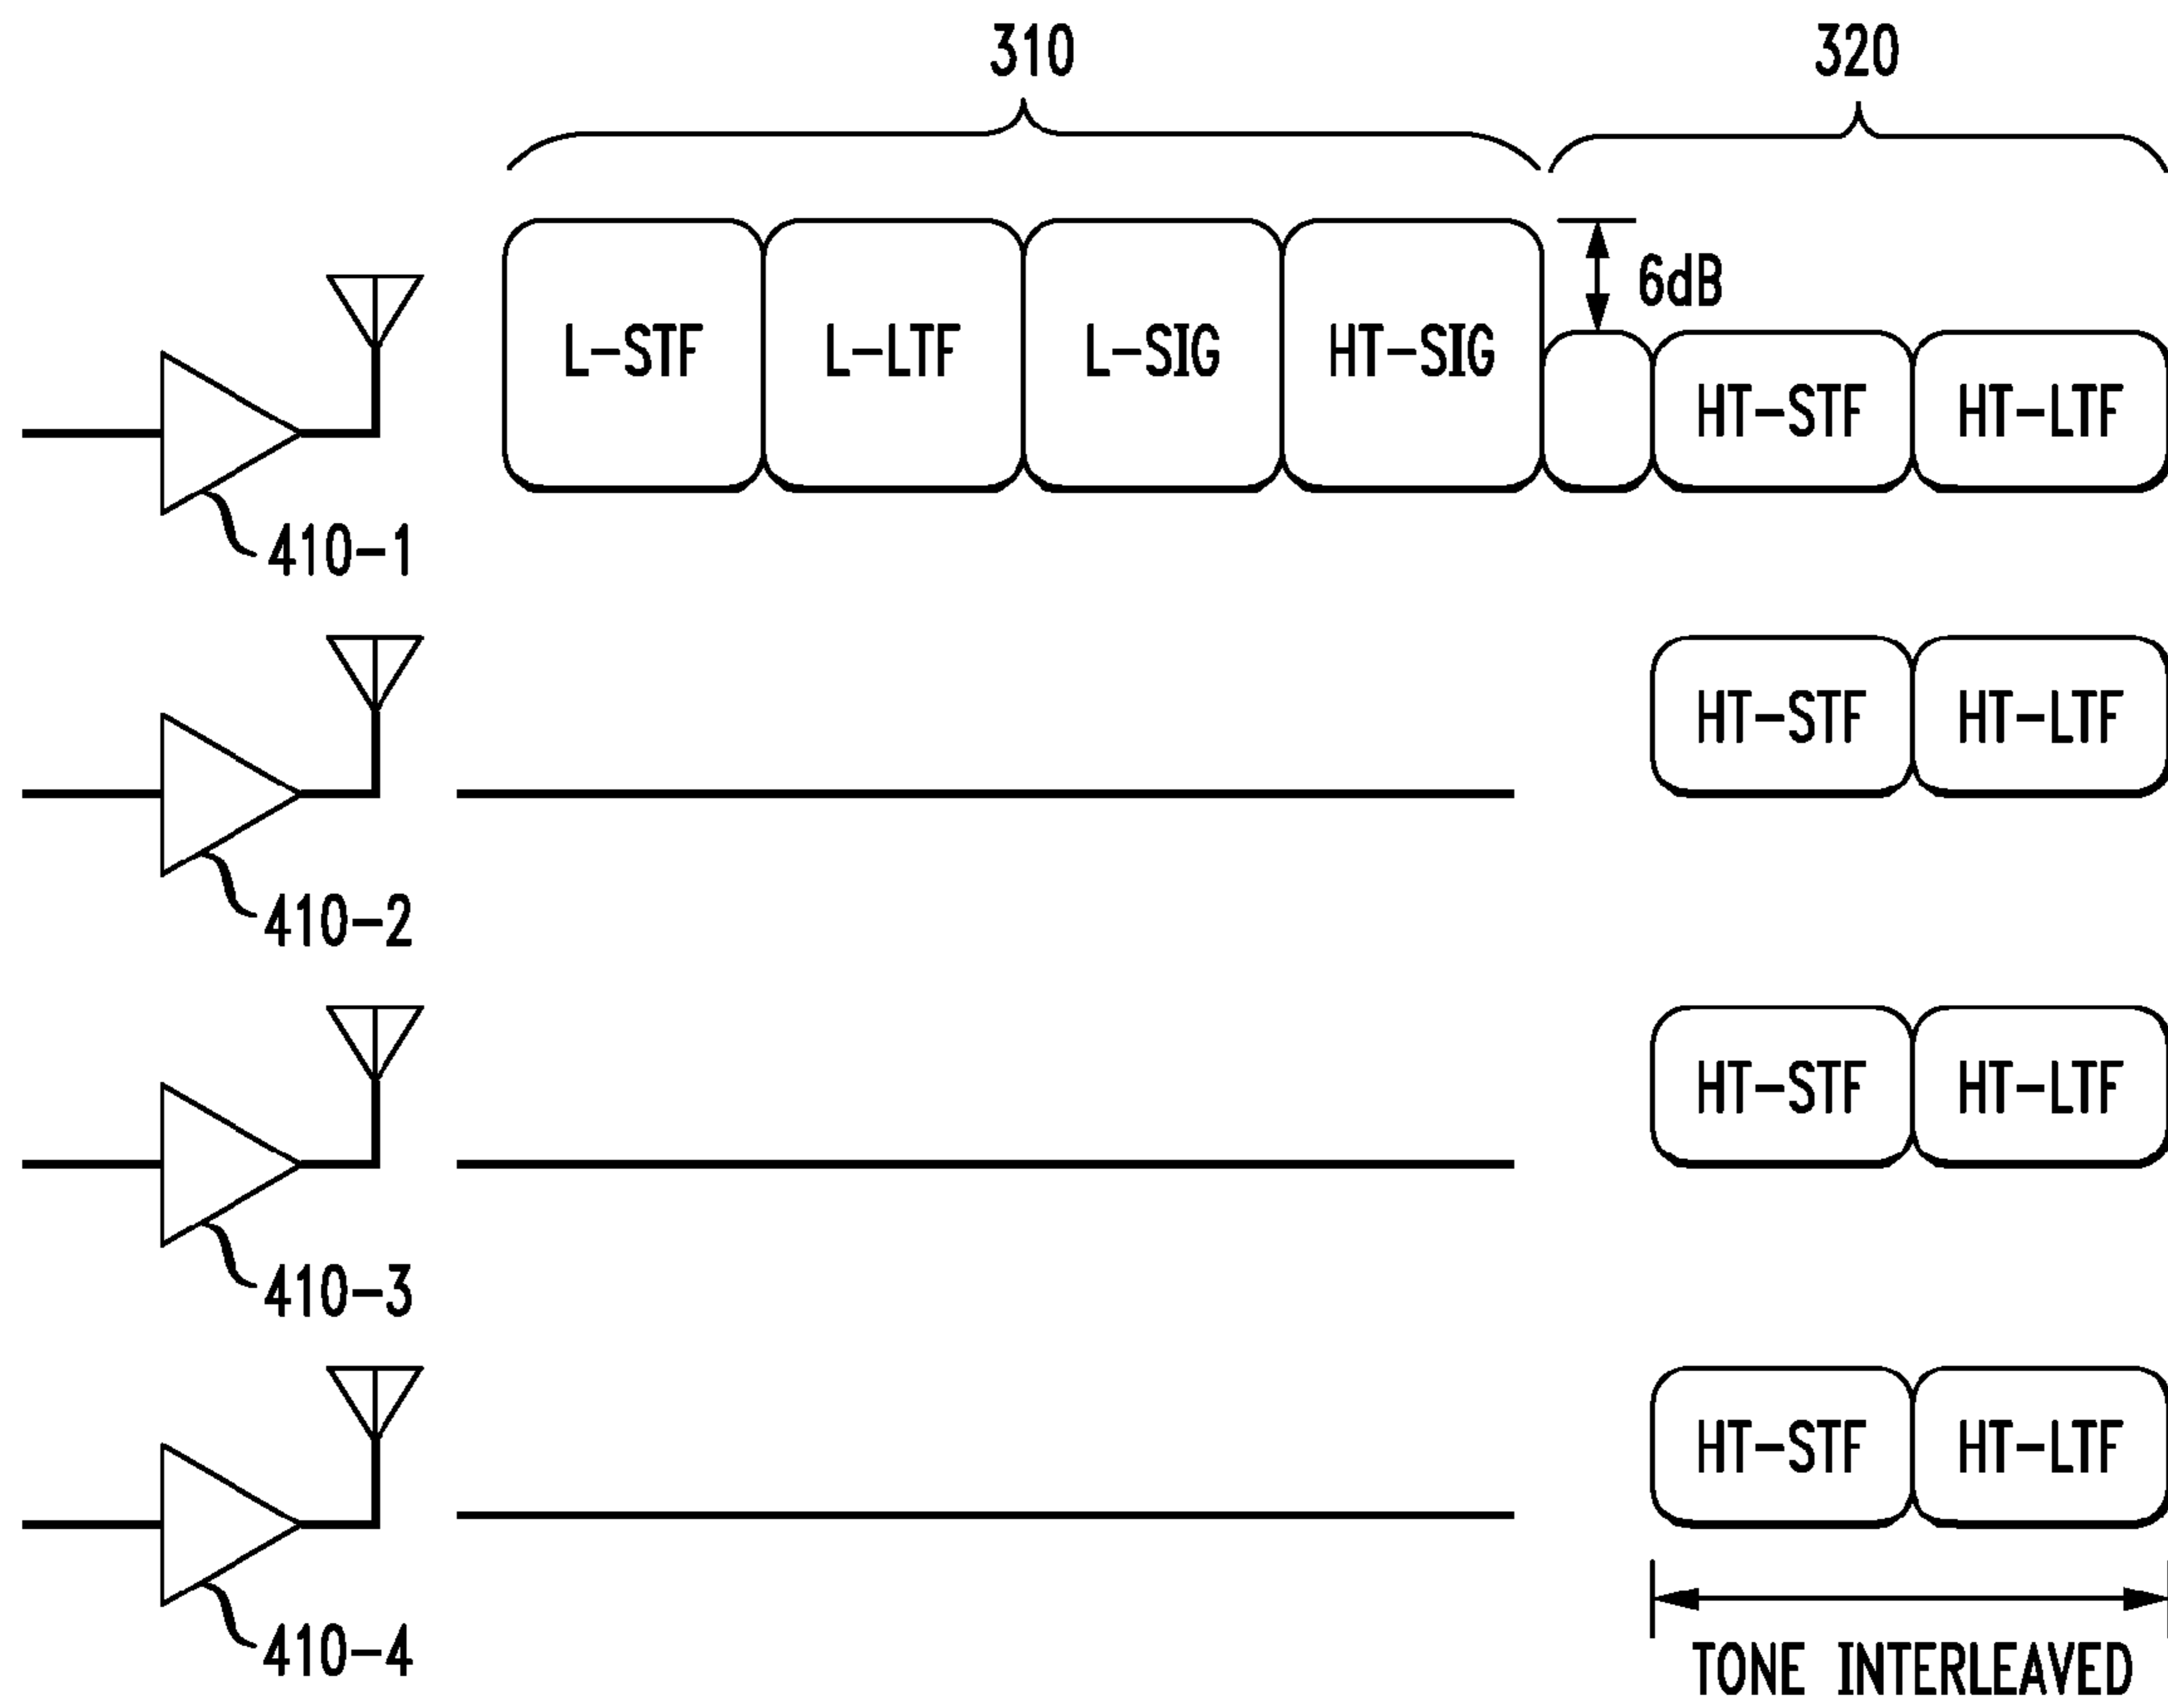 310 320
6dB
L-STF L-LTF L-SIG HT-SIG HT-STF HT-LTF
410-1
HT-STF HT-LTF
410-2
HT-STF HT-LTF
410-3
HT-STF HT-LTF
410-4
TONE INTERLEAVED